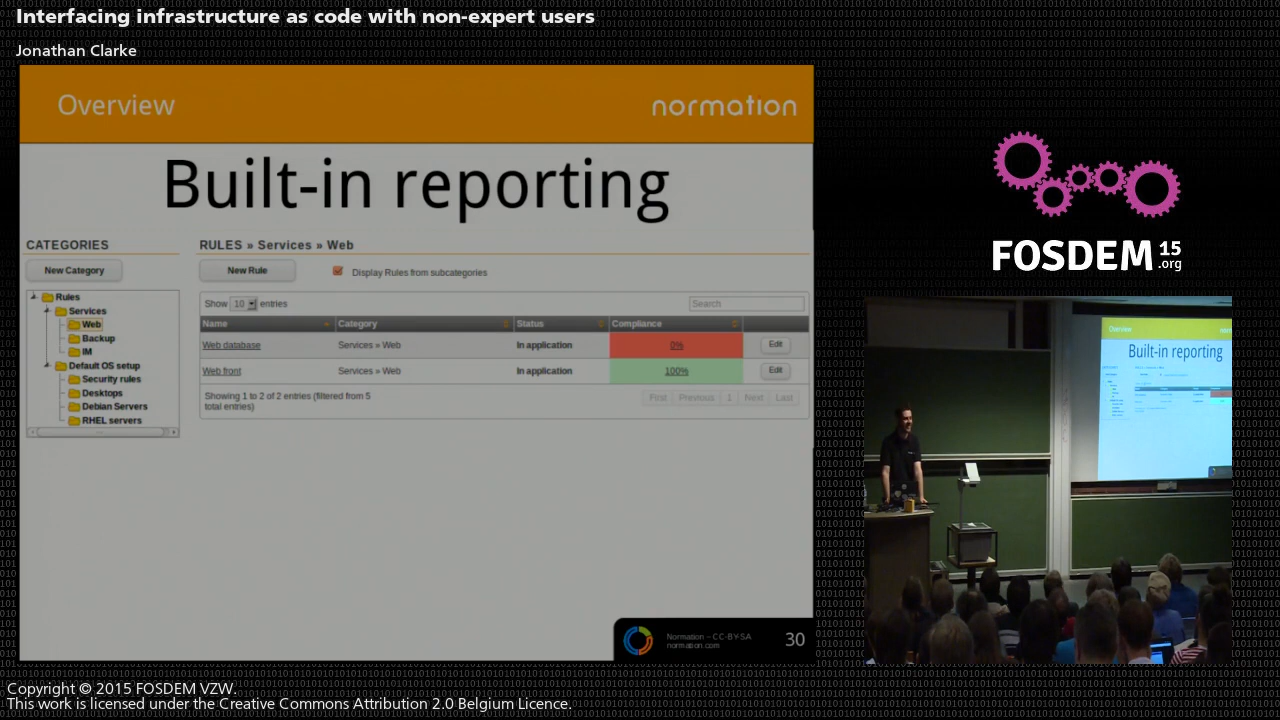 Interfacing infrastructure as code with non-expert users
Jonathan Clarke
Overview
normation
Built-in reporting
CATEGORIES
New Category
Rules
Services
Web
Backup
IM
Default OS setup
Security rules
Desktops
Debian Servers
RHEL servers
RULES » Services » Web
New Rule
Display Rules from subcategories
Show 10 entries
Search
Name Category Status Compliance
Web database Services » Web In application 0% Edit
Web front Services » Web In application 100% Edit
Showing 1 to 2 of 2 entries (filtered from 5
total entries)
First Previous 1 Next Last
Normation - CC-BY-SA
normation.com
30
FOSDEM 15
.org
Overview
Built-in reporting
Copyright © 2015 FOSDEM VZW.
This work is licensed under the Creative Commons Attribution 2.0 Belgium Licence.